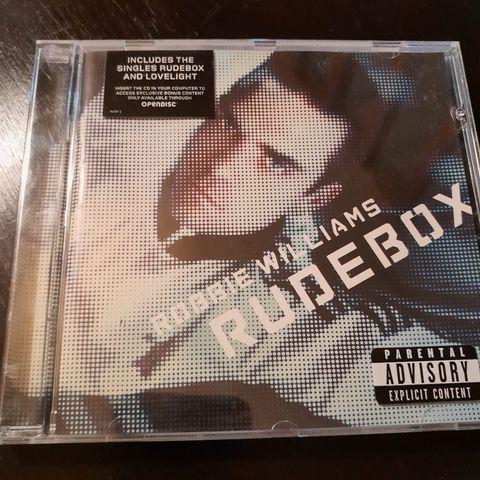 INCLUDES THE
SINGLES RUDEBOX
AND LOVELIGHT
INSERT THE CD IN YOUR COMPUTER TO
ACCESS EXCLUSIVE BONUS CONTENT
ONLY AVAILABLE THROUGH
OPENDISC
ROBBIE WILLIAMS
RUDEBOX
PARENTAL
ADVISORY
EXPLICIT CONTENT